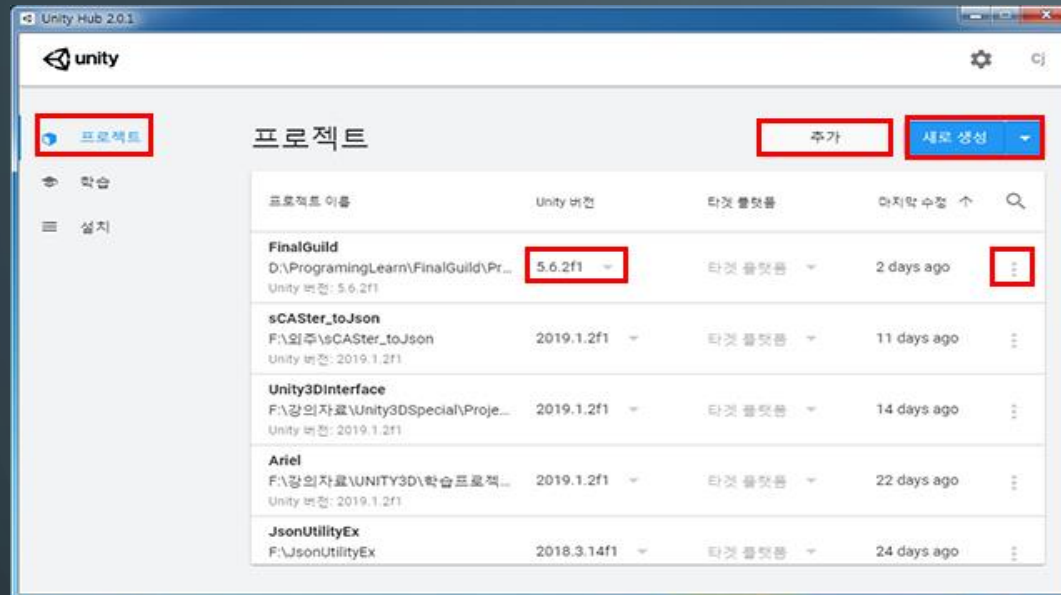 Unity Hub 2.0.1
unity
Cj
프로젝트
학습
설치
프로젝트
추가
새로 생성
프로젝트 이름 Unity 버전 타겟 플랫폼 마지막 수정
FinalGuild
D:\ProgramingLearn\FinalGuild\Pr... 5.6.2f1 타겟 플랫폼 2 days ago
Unity 버전: 5.6.2f1
sCASter_toJson
F:\외주\sCASter_toJson 2019.1.2f1 타겟 플랫폼 11 days ago
Unity 버전: 2019.1.2f1
Unity3DInterface
F:\강의자료\Unity3DSpecial\Proje... 2019.1.2f1 타겟 플랫폼 14 days ago
Unity 버전: 2019.1.2f1
Ariel
F:\강의자료\UNITY3D\학습프로젝... 2019.1.2f1 타겟 플랫폼 22 days ago
Unity 버전: 2019.1.2f1
JsonUtilityEx
F:\JsonUtilityEx 2018.3.14f1 타겟 플랫폼 24 days ago